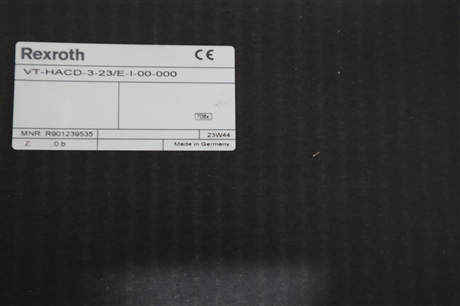 Rexroth CE
VT-HACD-3-23/E-I-00-000
708x
MNR: R901239535 23W44
Z. .0.b Made in Germany